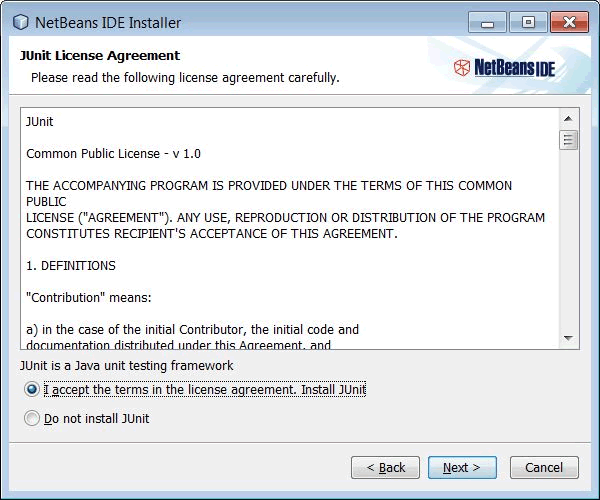 NetBeans IDE Installer
JUnit License Agreement
Please read the following license agreement carefully.
NetBeans IDE
JUnit
Common Public License - v 1.0
THE ACCOMPANYING PROGRAM IS PROVIDED UNDER THE TERMS OF THIS COMMON
PUBLIC
LICENSE ("AGREEMENT"). ANY USE, REPRODUCTION OR DISTRIBUTION OF THE PROGRAM
CONSTITUTES RECIPIENT'S ACCEPTANCE OF THIS AGREEMENT.
1. DEFINITIONS
"Contribution" means:
a) in the case of the initial Contributor, the initial code and
documentation distributed under this Agreement, and
JUnit is a Java unit testing framework
I accept the terms in the license agreement. Install JUnit
Do not install JUnit
< Back
Next >
Cancel